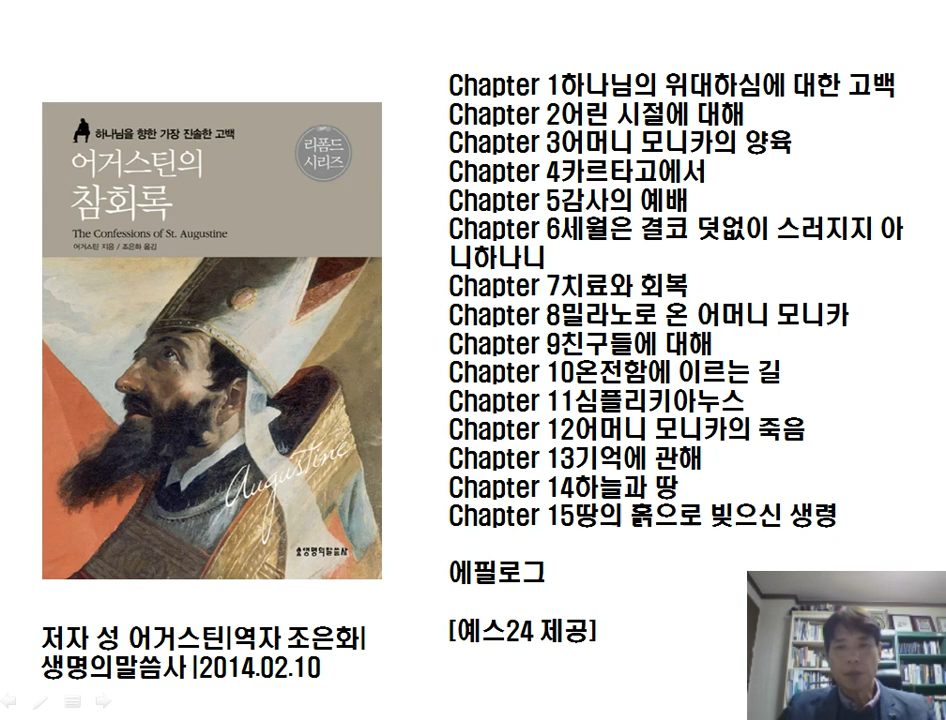 하나님을 향한 가장 진솔한 고백
어거스틴의
참회록
The Confessions of St. Augustine
어거스틴 지음 / 조은화 옮김
리폼드
시리즈
Augustine
생명의말씀사
저자 성 어거스틴|역자 조은화|
생명의말씀사 |2014.02.10
Chapter 1하나님의 위대하심에 대한 고백
Chapter 2어린 시절에 대해
Chapter 3어머니 모니카의 양육
Chapter 4카르타고에서
Chapter 5감사의 예배
Chapter 6세월은 결코 덧없이 스러지지 아
니하나니
Chapter 7치료와 회복
Chapter 8밀라노로 온 어머니 모니카
Chapter 9친구들에 대해
Chapter 10온전함에 이르는 길
Chapter 11심플리키아누스
Chapter 12어머니 모니카의 죽음
Chapter 13기억에 관해
Chapter 14하늘과 땅
Chapter 15땅의 흙으로 빚으신 생령
에필로그
[예스24 제공]